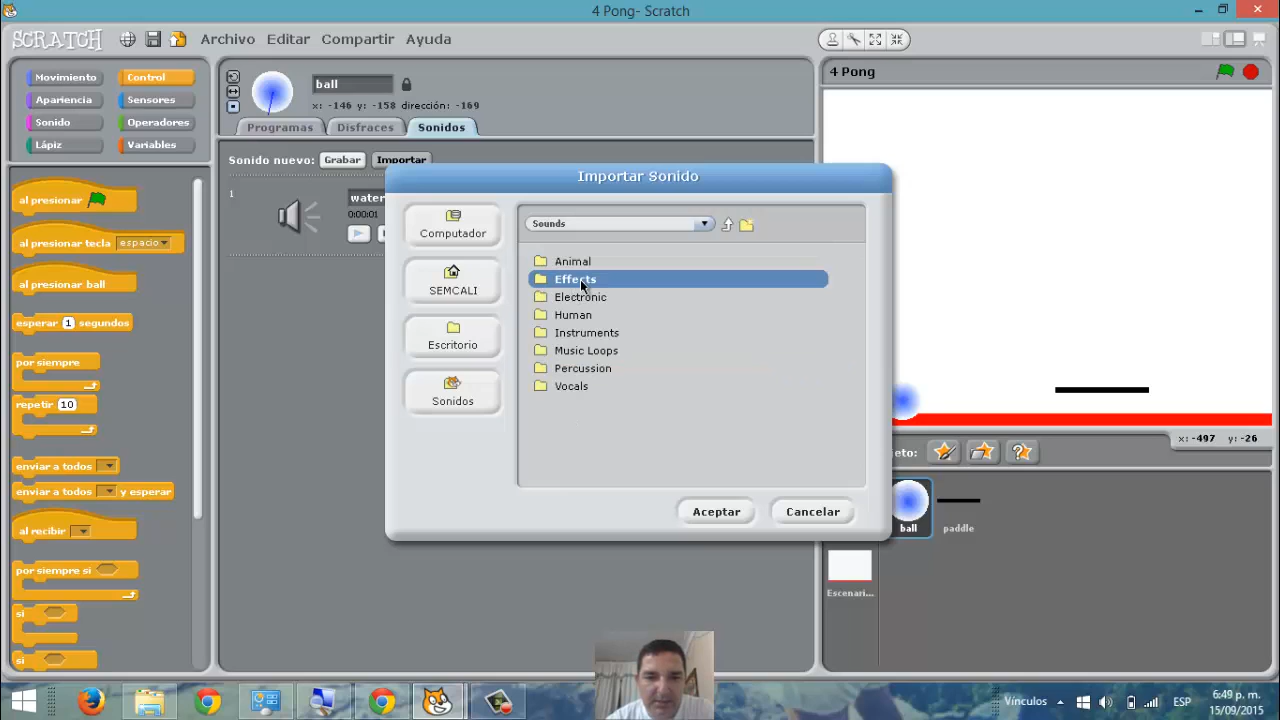 4 Pong- Scratch
SCRATCH
Archivo Editar Compartir Ayuda
Movimiento Control
Apariencia Sensores
Sonido Operadores
Lápiz Variables
ball
x: -146 y: -158 dirección: -169
Programas Disfraces Sonidos
4 Pong
Sonido nuevo: Grabar Importar
1
water
0:00:01
al presionar
al presionar tecla espacio
al presionar ball
esperar 1 segundos
por siempre
repetir 10
enviar a todos
enviar a todos y esperar
al recibir
por siempre si
si
si
Importar Sonido
Computador
SEMCALI
Escritorio
Sonidos
Sounds
Animal
Effects
Electronic
Human
Instruments
Music Loops
Percussion
Vocals
Aceptar Cancelar
x: -497 y: -26
eto:
ball paddle
Escenari...
Vínculos
ESP
6:49 p. m.
15/09/2015